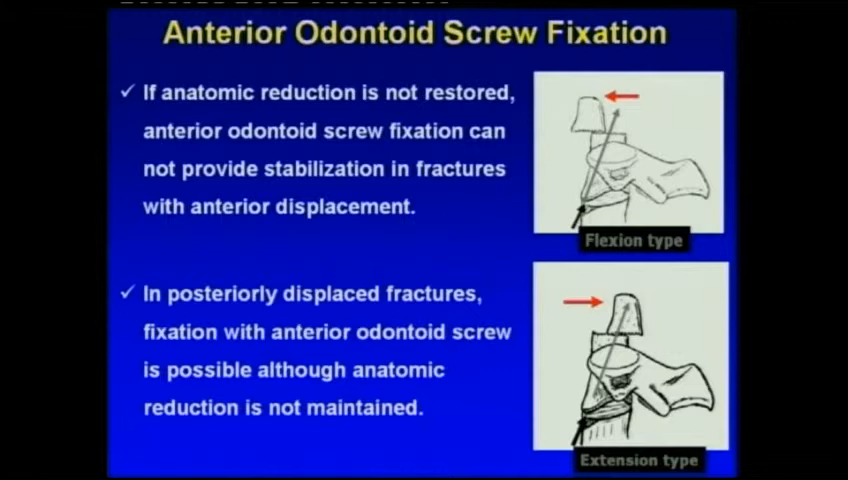 Anterior Odontoid Screw Fixation
✓ If anatomic reduction is not restored,
anterior odontoid screw fixation can
not provide stabilization in fractures
with anterior displacement.
Flexion type
✓ In posteriorly displaced fractures,
fixation with anterior odontoid screw
is possible although anatomic
reduction is not maintained.
Extension type